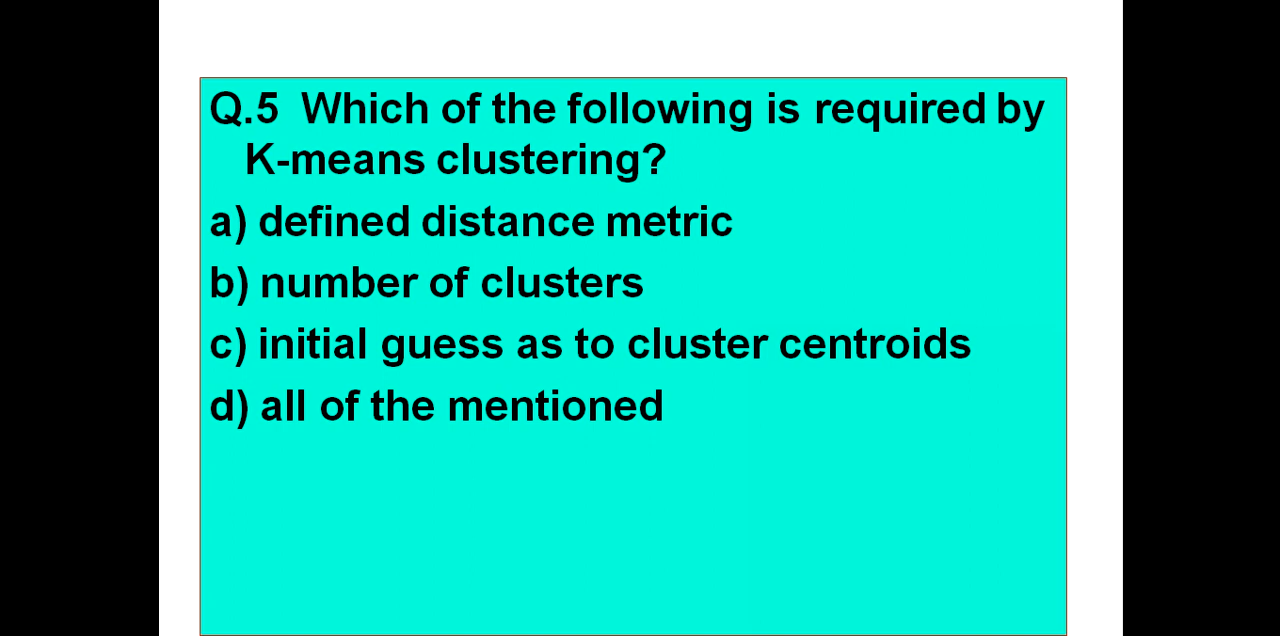 Q.5 Which of the following is required by
K-means clustering?
a) defined distance metric
b) number of clusters
c) initial guess as to cluster centroids
d) all of the mentioned